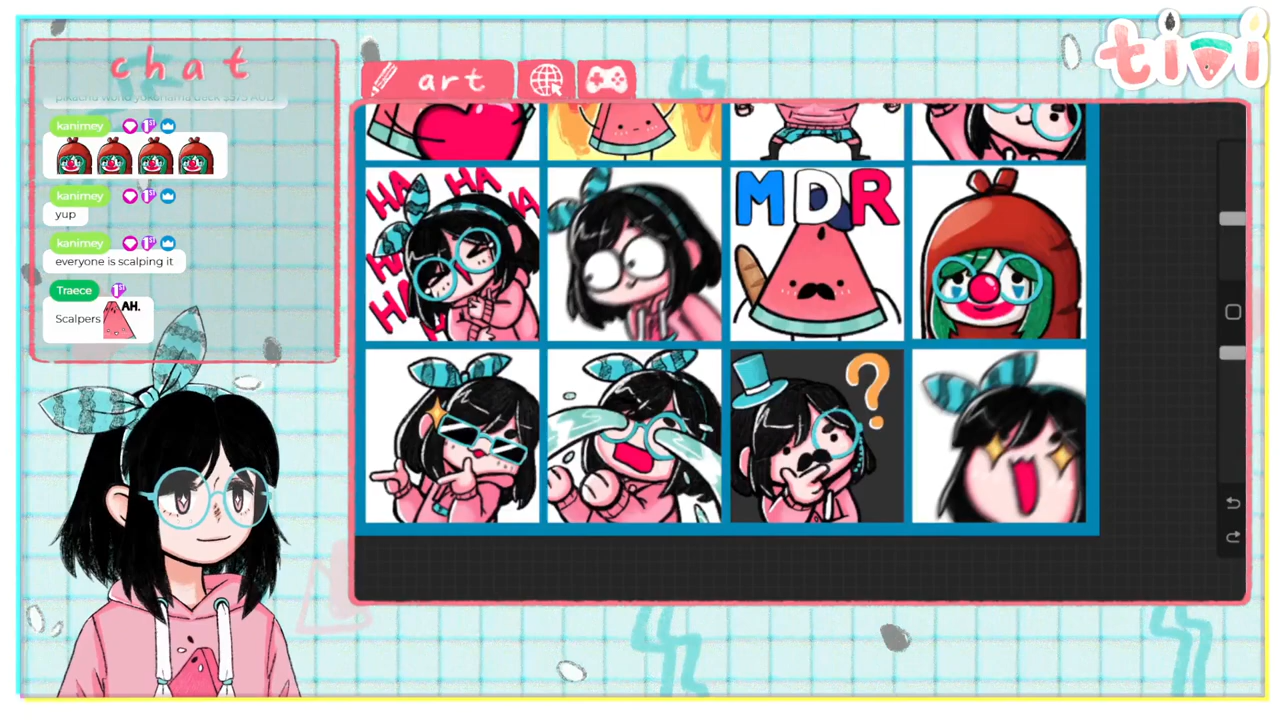 chat
kanimey
kanimey
yup
kanimey
everyone is scalping it
Traece
Scalpers AH.
art
tivi
HA HA HA
HA
HA
MDR
?